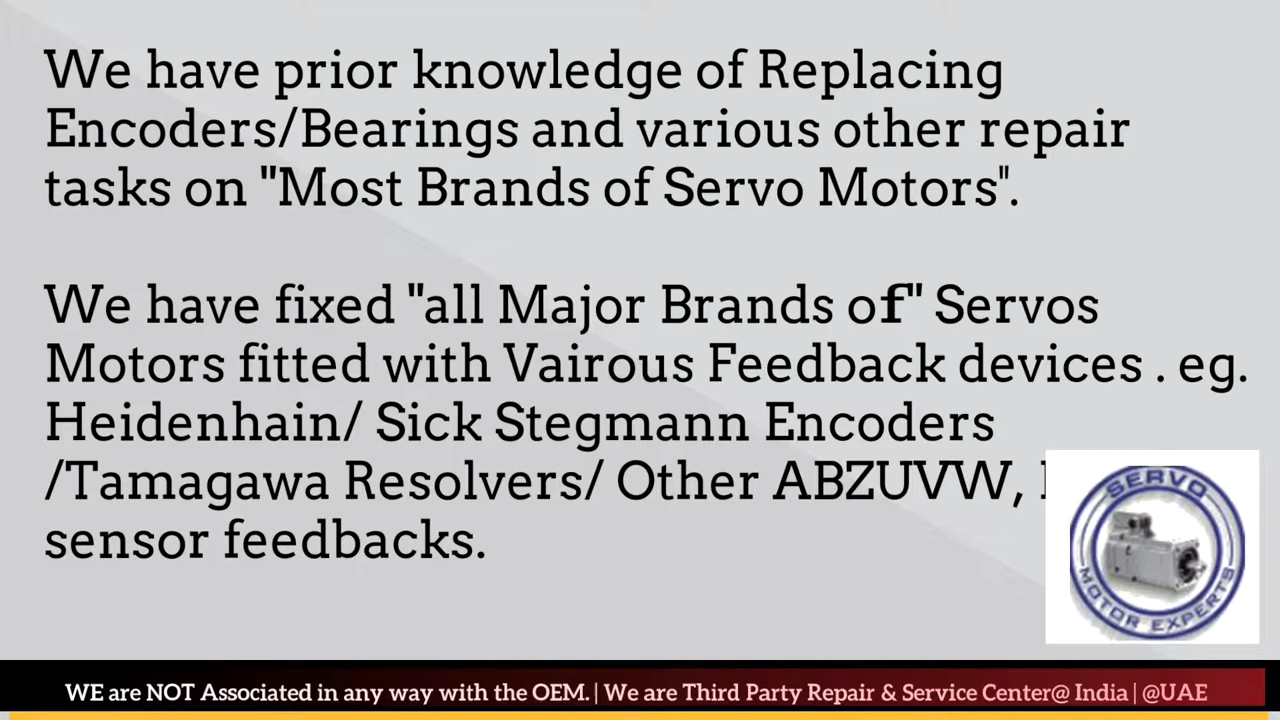 We have prior knowledge of Replacing
Encoders/Bearings and various other repair
tasks on "Most Brands of Servo Motors".
We have fixed "all Major Brands of" Servos
Motors fitted with Vairous Feedback devices . eg.
Heidenhain/ Sick Stegmann Encoders
/Tamagawa Resolvers/ Other ABZUVW,
sensor feedbacks.
SERVO
MOTOR EXPERTS
WE are NOT Associated in any way with the OEM. | We are Third Party Repair & Service Center@ India | @UAE